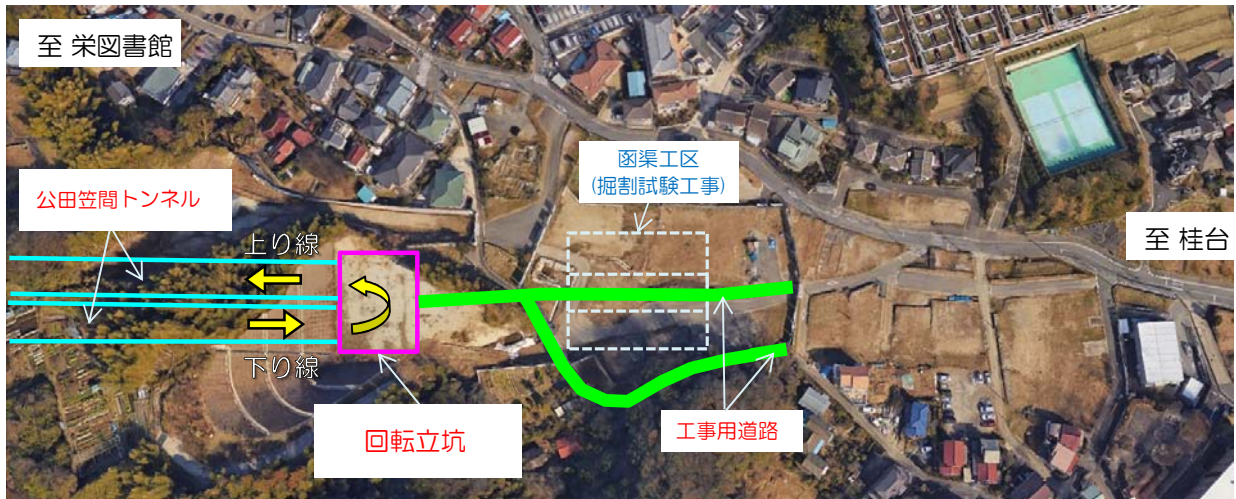 至 栄図書館
函渠工区
(掘割試験工事)
公田笠間トンネル
至 桂台
上り線
下り線
回転立坑
工事用道路